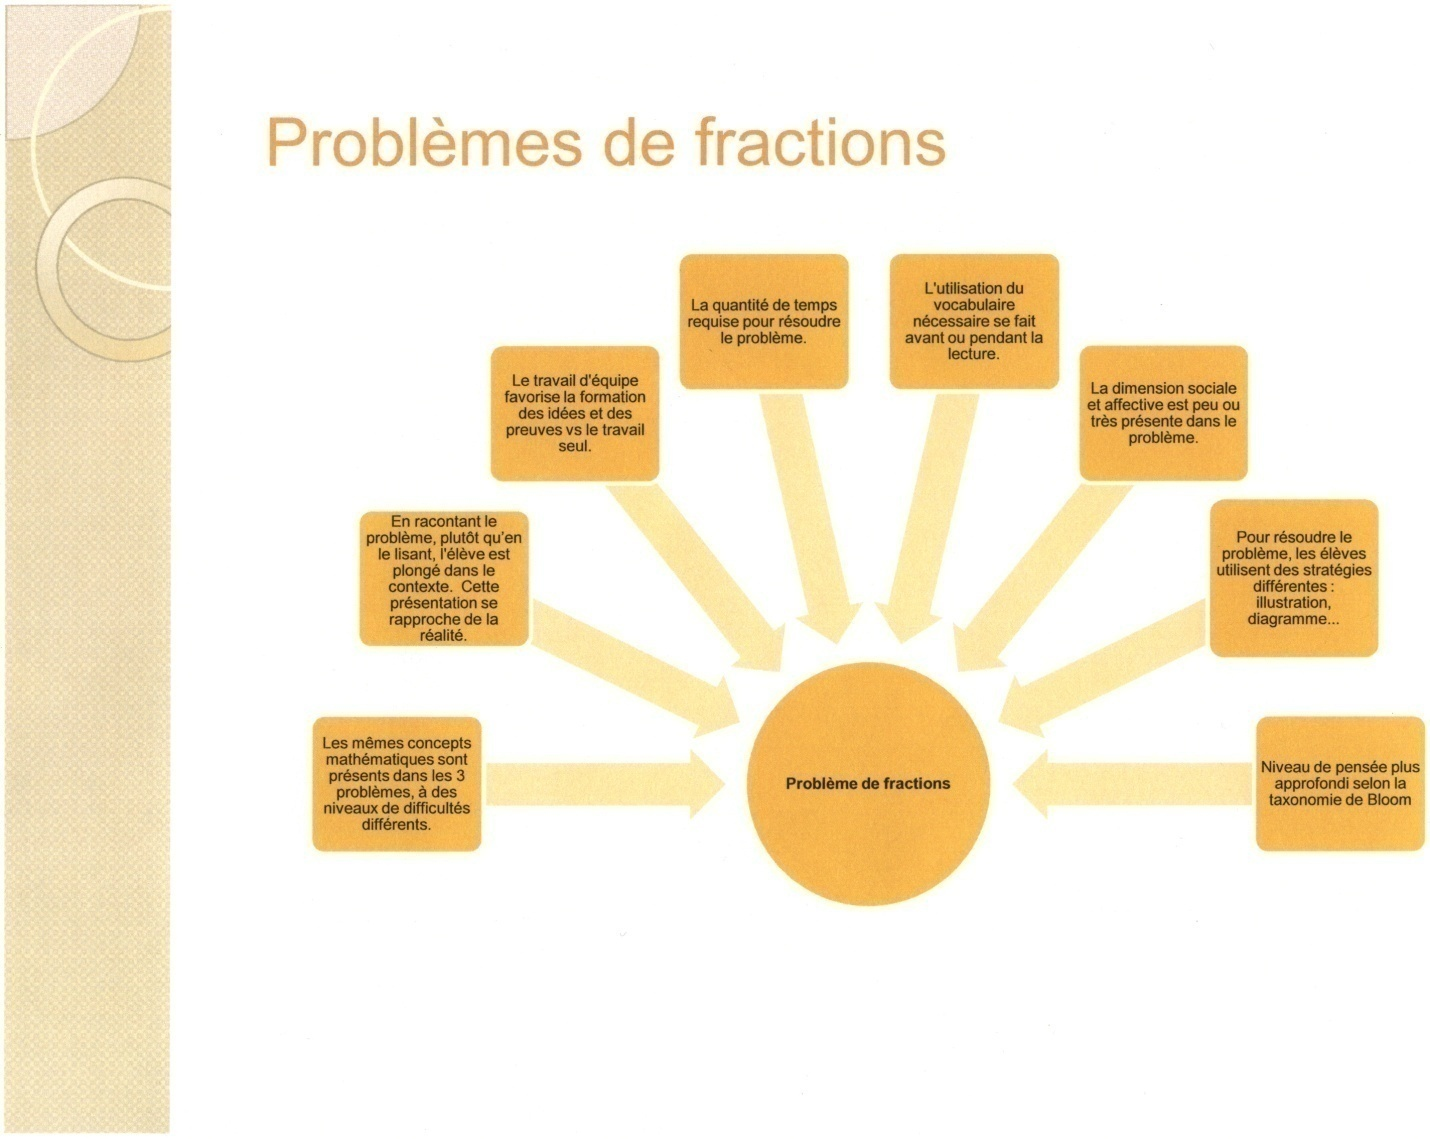 Problèmes de fractions
La quantité de temps
requise pour résoudre
le problème.
L'utilisation du
vocabulaire
nécessaire se fait
avant ou pendant la
lecture.
Le travail d'équipe
favorise la formation
des idées et des
preuves vs le travail
seul.
La dimension sociale
et affective est peu ou
très présente dans le
problème.
En racontant le
problème, plutôt qu'en
le lisant, l'élève est
plongé dans le
contexte. Cette
présentation se
rapproche de la
réalité.
Pour résoudre le
problème, les élèves
utilisent des stratégies
différentes :
illustration,
diagramme...
Les mêmes concepts
mathématiques sont
présents dans les 3
problèmes, à des
niveaux de difficultés
différents.
Problème de fractions
Niveau de pensée plus
approfondi selon la
taxonomie de Bloom